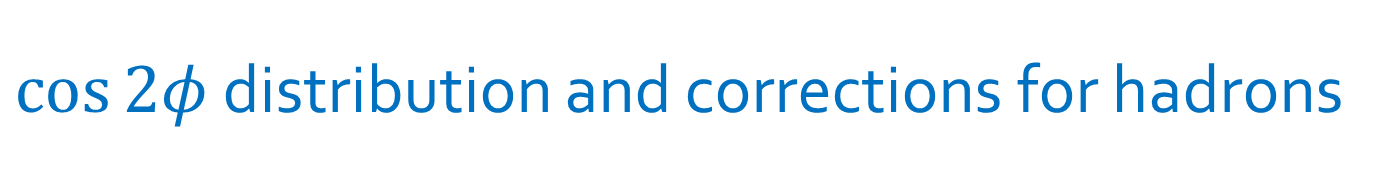 cos 2𝜙 distribution and corrections for hadrons